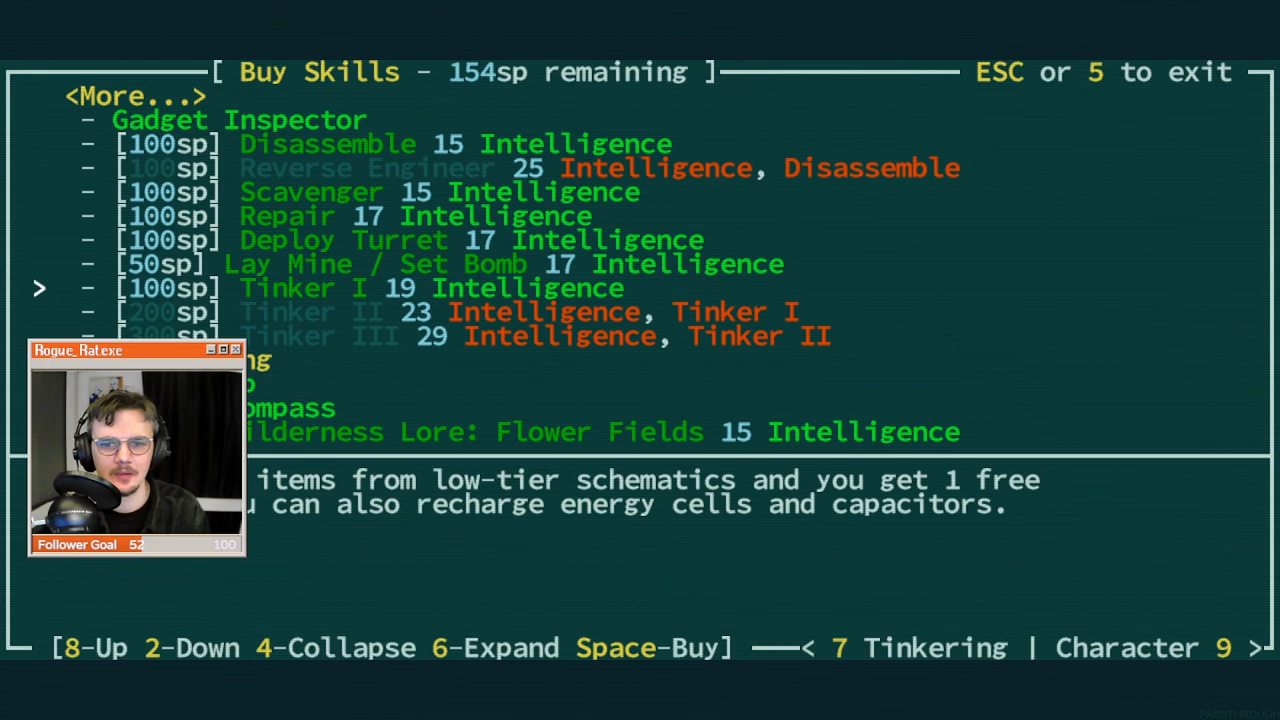 [ Buy Skills - 154sp remaining ] ESC or 5 to exit
<More...>
- Gadget Inspector
- [100sp] Disassemble 15 Intelligence
- [100sp] Reverse Engineer 25 Intelligence, Disassemble
- [100sp] Scavenger 15 Intelligence
- [100sp] Repair 17 Intelligence
- [100sp] Deploy Turret 17 Intelligence
- [50sp] Lay Mine / Set Bomb 17 Intelligence
> - [100sp] Tinker I 19 Intelligence
- [200sp] Tinker II 23 Intelligence, Tinker I
sp] Tinker III 29 Intelligence, Tinker II
Rogue_Rat.exe
ng
ompass
ilderness Lore: Flower Fields 15 Intelligence
items from low-tier schematics and you get 1 free
u can also recharge energy cells and capacitors.
Follower Goal 52 100
[8-Up 2-Down 4-Collapse 6-Expand Space-Buy] < 7 Tinkering | Character 9 >